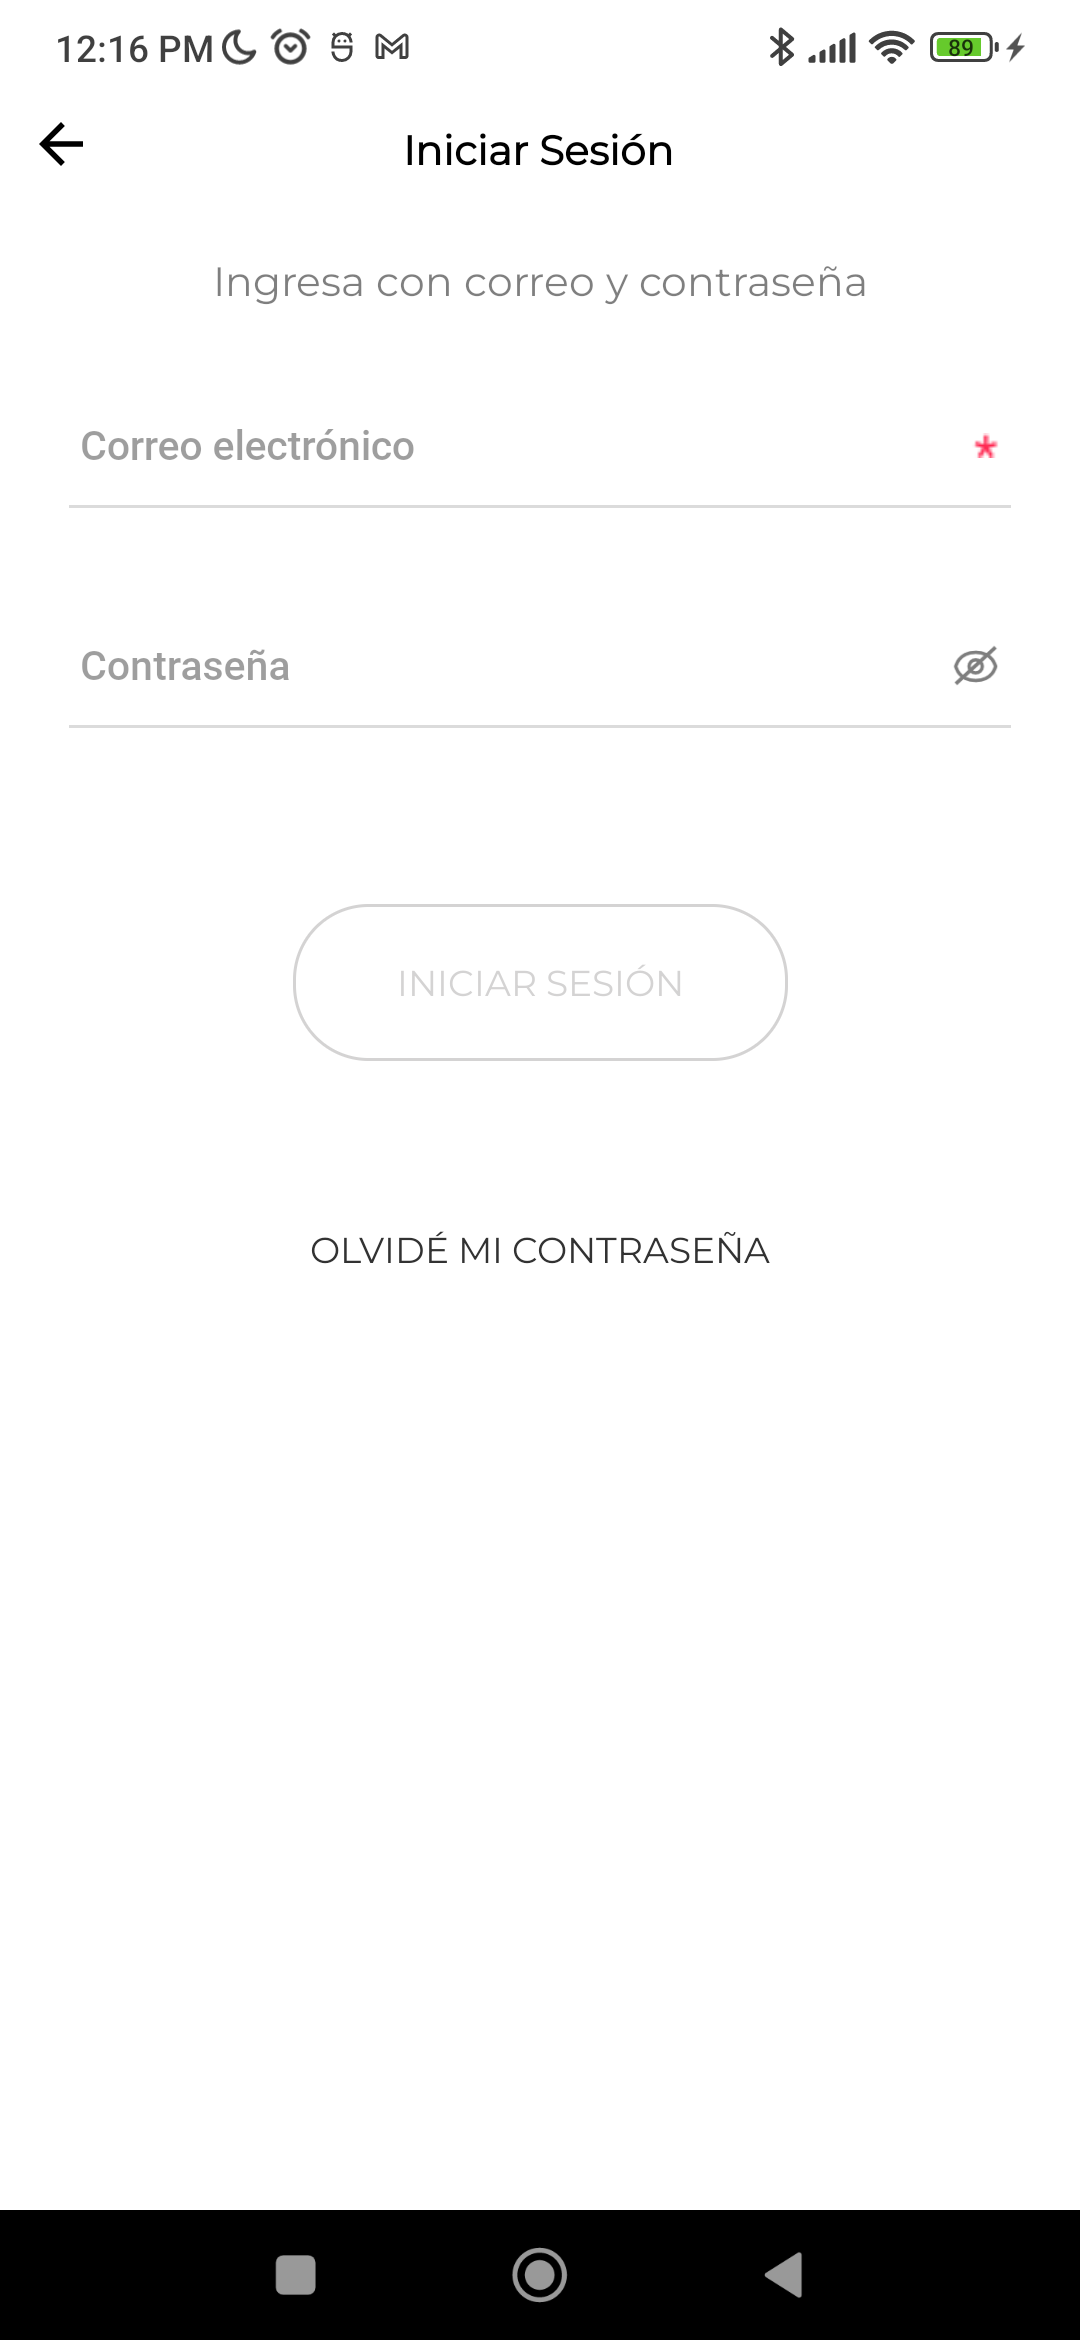 12:16 PM
89
Iniciar Sesión
Ingresa con correo y contraseña
Correo electrónico *
Contraseña
INICIAR SESIÓN
OLVIDÉ MI CONTRASEÑA